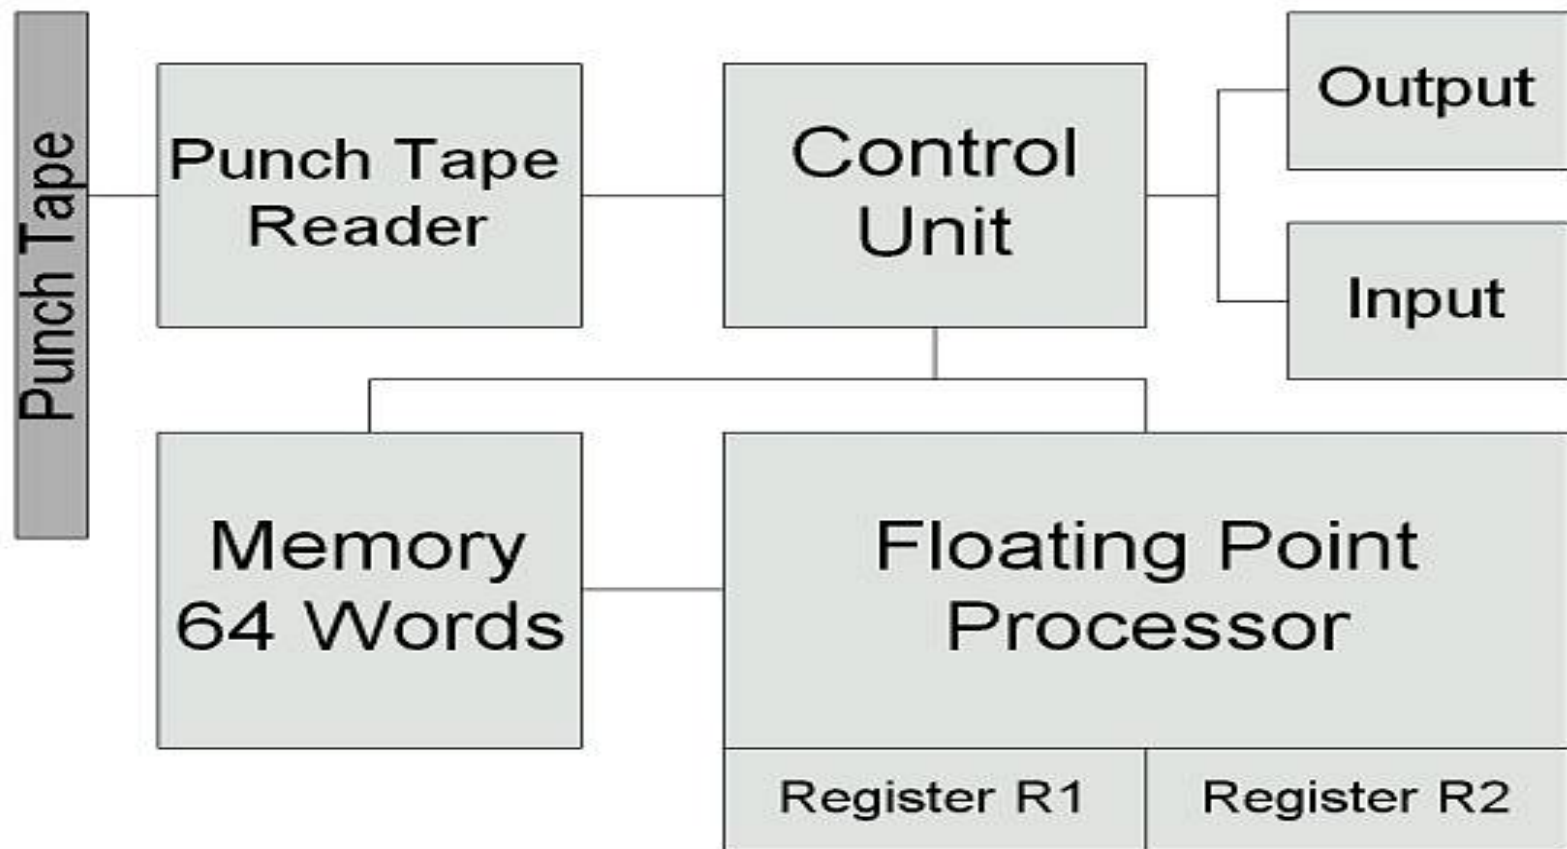 Punch Tape
Punch Tape
Reader
Control
Unit
Output
Input
Memory
64 Words
Floating Point
Processor
Register R1
Register R2